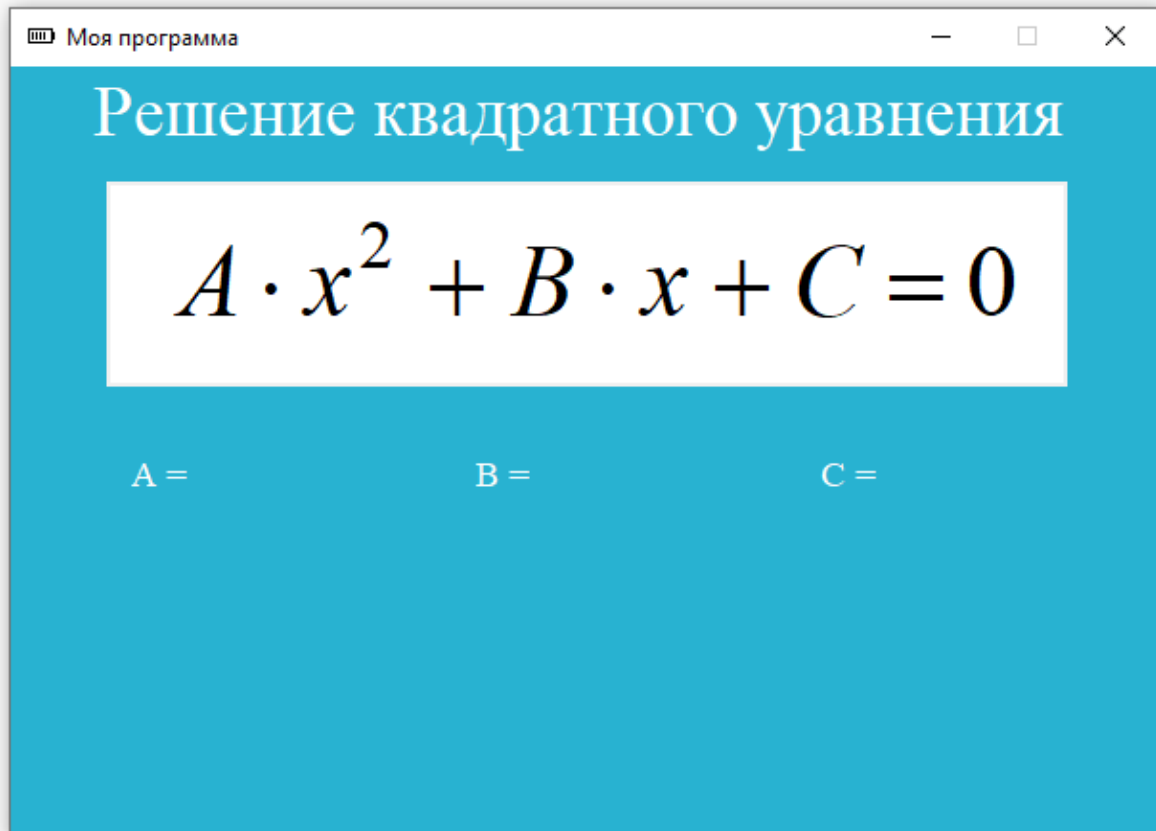 Моя программа
Решение квадратного уравнения
A · x² + B · x + C = 0
A = B = C =